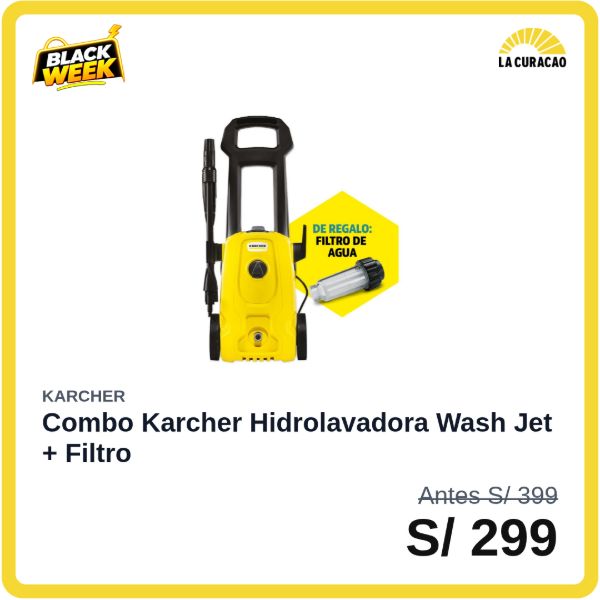 BLACK
WEEK
LA CURACAO
DE REGALO:
FILTRO DE
AGUA
KARCHER
KARCHER
Combo Karcher Hidrolavadora Wash Jet
+ Filtro
Antes S/ 399
S/ 299